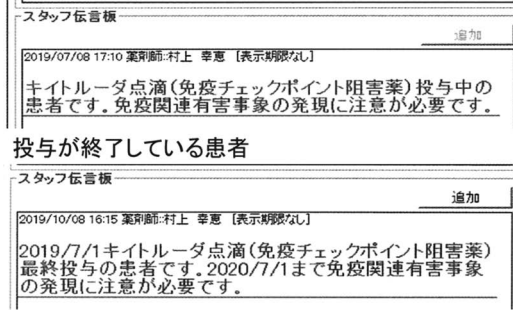 スタッフ伝言板
追加
2019/07/08 17:10 薬剤師::村上 幸恵 [表示期限なし]
キイトルーダ点滴(免疫チェックポイント阻害薬)投与中の
患者です。免疫関連有害事象の発現に注意が必要です。
投与が終了している患者
スタッフ伝言板
追加
2019/10/08 16:15 薬剤師::村上 幸恵 [表示期限なし]
2019/7/1キイトルーダ点滴(免疫チェックポイント阻害薬)
最終投与の患者です。2020/7/1まで免疫関連有害事象
の発現に注意が必要です。